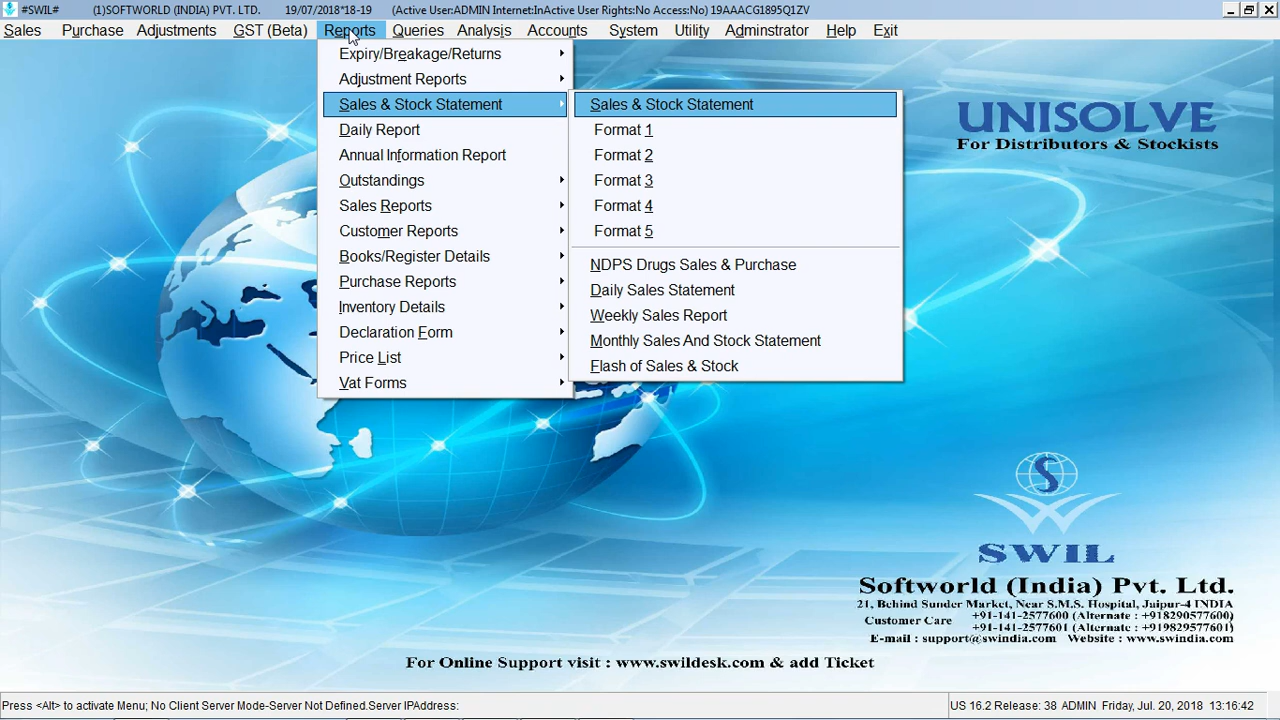 #SWIL# (1)SOFTWORLD (INDIA) PVT. LTD. 19/07/2018*18-19 (Active User:ADMIN Internet:InActive User Rights:No Access:No) 19AAACG1895Q1ZV
Sales Purchase Adjustments GST (Beta) Reports Queries Analysis Accounts System Utility Adminstrator Help Exit
Expiry/Breakage/Returns
Adjustment Reports
Sales & Stock Statement
Daily Report
Annual Information Report
Outstandings
Sales Reports
Customer Reports
Books/Register Details
Purchase Reports
Inventory Details
Declaration Form
Price List
Vat Forms
Sales & Stock Statement
Format 1
Format 2
Format 3
Format 4
Format 5
NDPS Drugs Sales & Purchase
Daily Sales Statement
Weekly Sales Report
Monthly Sales And Stock Statement
Flash of Sales & Stock
UNISOLVE
For Distributors & Stockists
S
SWIL
Softworld (India) Pvt. Ltd.
21, Behind Sunder Market, Near S.M.S. Hospital, Jaipur-4 INDIA
Customer Care +91-141-2577600 (Alternate : +918290577600)
+91-141-2577601 (Alternate : +919829577601)
E-mail : support@swindia.com Website : www.swindia.com
For Online Support visit : www.swildesk.com & add Ticket
Press <Alt> to activate Menu; No Client Server Mode-Server Not Defined.Server IPAddress: US 16.2 Release: 38 ADMIN Friday, Jul. 20, 2018 13:16:42